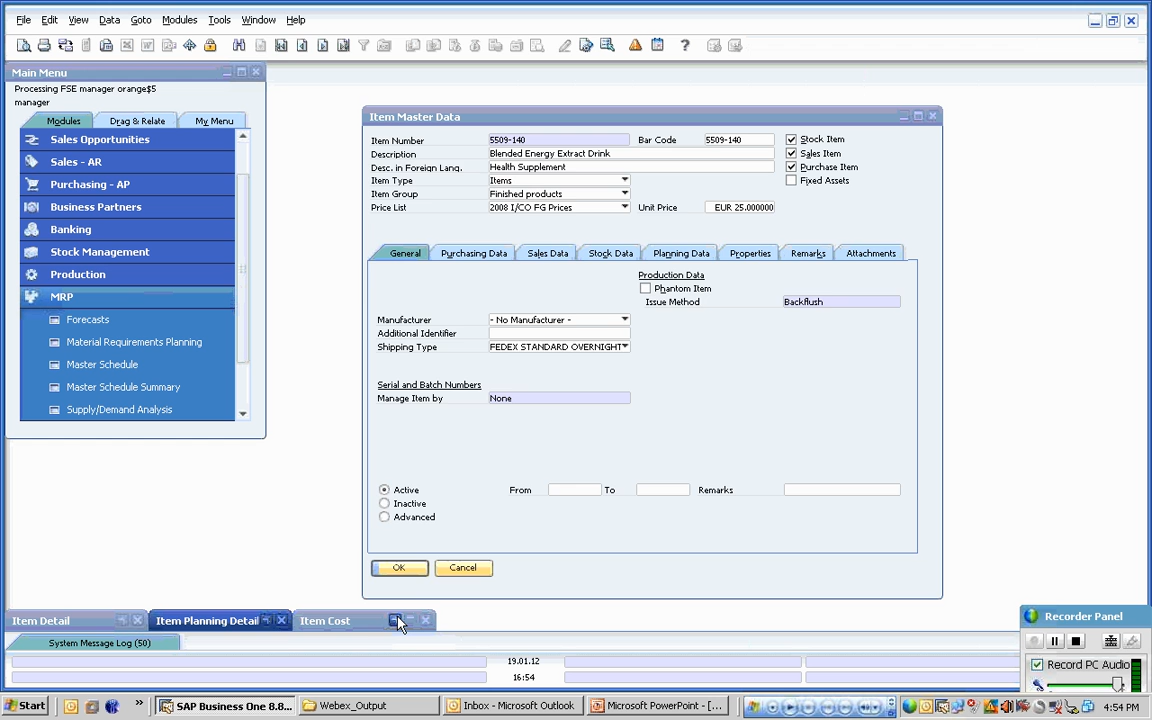 File Edit View Data Goto Modules Tools Window Help
Main Menu
Processing FSE manager orange$5
manager
Modules Drag & Relate My Menu
Sales Opportunities
Sales - AR
Purchasing - AP
Business Partners
Banking
Stock Management
Production
MRP
Forecasts
Material Requirements Planning
Master Schedule
Master Schedule Summary
Supply/Demand Analysis
Item Master Data
Item Number 5509-140 Bar Code 5509-140 Stock Item
Description Blended Energy Extract Drink Sales Item
Desc. in Foreign Lang. Health Supplement Purchase Item
Item Type Items Fixed Assets
Item Group Finished products
Price List 2008 I/CO FG Prices Unit Price EUR 25.000000
General Purchasing Data Sales Data Stock Data Planning Data Properties Remarks Attachments
Production Data
Phantom Item
Issue Method Backflush
Manufacturer - No Manufacturer -
Additional Identifier
Shipping Type FEDEX STANDARD OVERNIGHT
Serial and Batch Numbers
Manage Item by None
Active From To Remarks
Inactive
Advanced
OK Cancel
Item Detail Item Planning Detail Item Cost
System Message Log (50)
19.01.12
16:54
Recorder Panel
Record PC Audio
Start SAP Business One 8.8... Webex_Output Inbox - Microsoft Outlook Microsoft PowerPoint - [... 4:54 PM